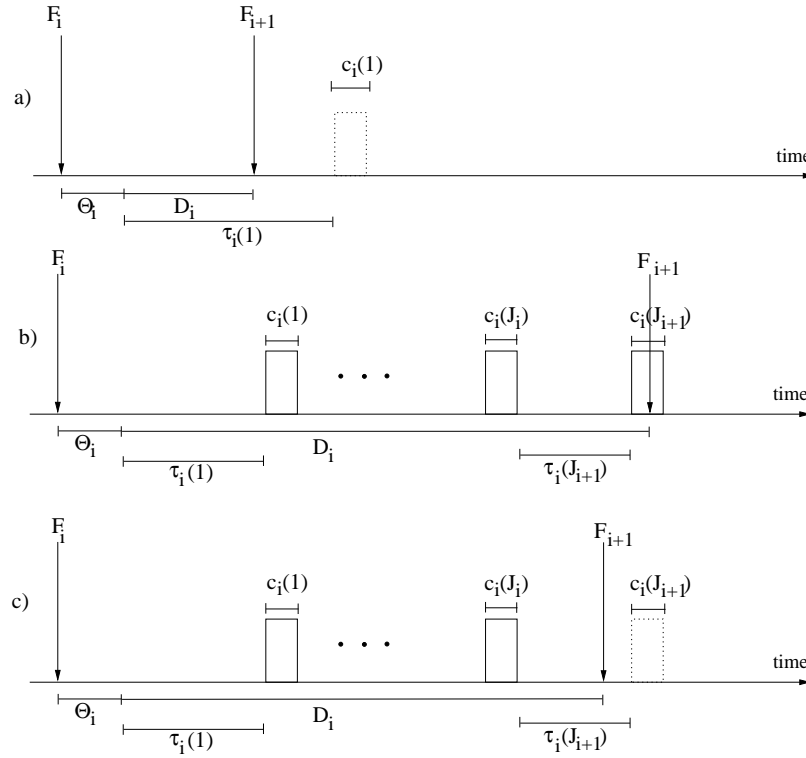 F_i F_{i+1}
c_i(1)
a)
time
Θ_i D_i
τ_i(1)
F_i F_{i+1}
c_i(1) c_i(J_i) c_i(J_{i+1})
b)
time
Θ_i D_i
τ_i(1) τ_i(J_{i+1})
F_i F_{i+1}
c_i(1) c_i(J_i) c_i(J_{i+1})
c)
time
Θ_i D_i
τ_i(1) τ_i(J_{i+1})